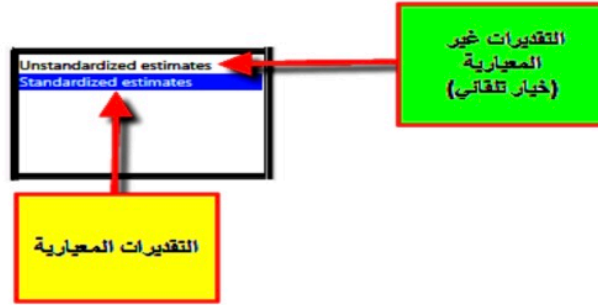 التقديرات غير
المعيارية
(خيار تلقائي)
Unstandardized estimates
Standardized estimates
التقديرات المعيارية